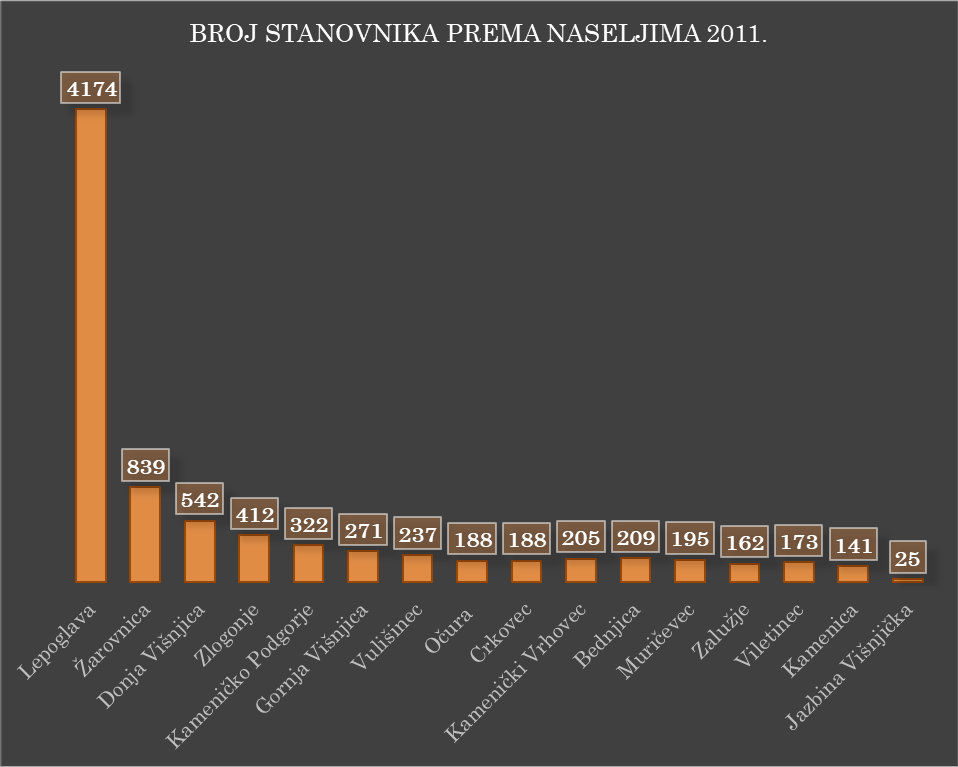 BROJ STANOVNIKA PREMA NASELJIMA 2011.
4174
839
542
412
322
271
237
188
188
205
209
195
162
173
141
25
Lepoglava
Žarovnica
Donja Višnjica
Zlogonje
Kameničko Podgorje
Gornja Višnjica
Vulišinec
Očura
Crkovec
Kamenički Vrhovec
Bednjica
Muričevec
Zalužje
Viletinec
Kamenica
Jazbina Višnjička